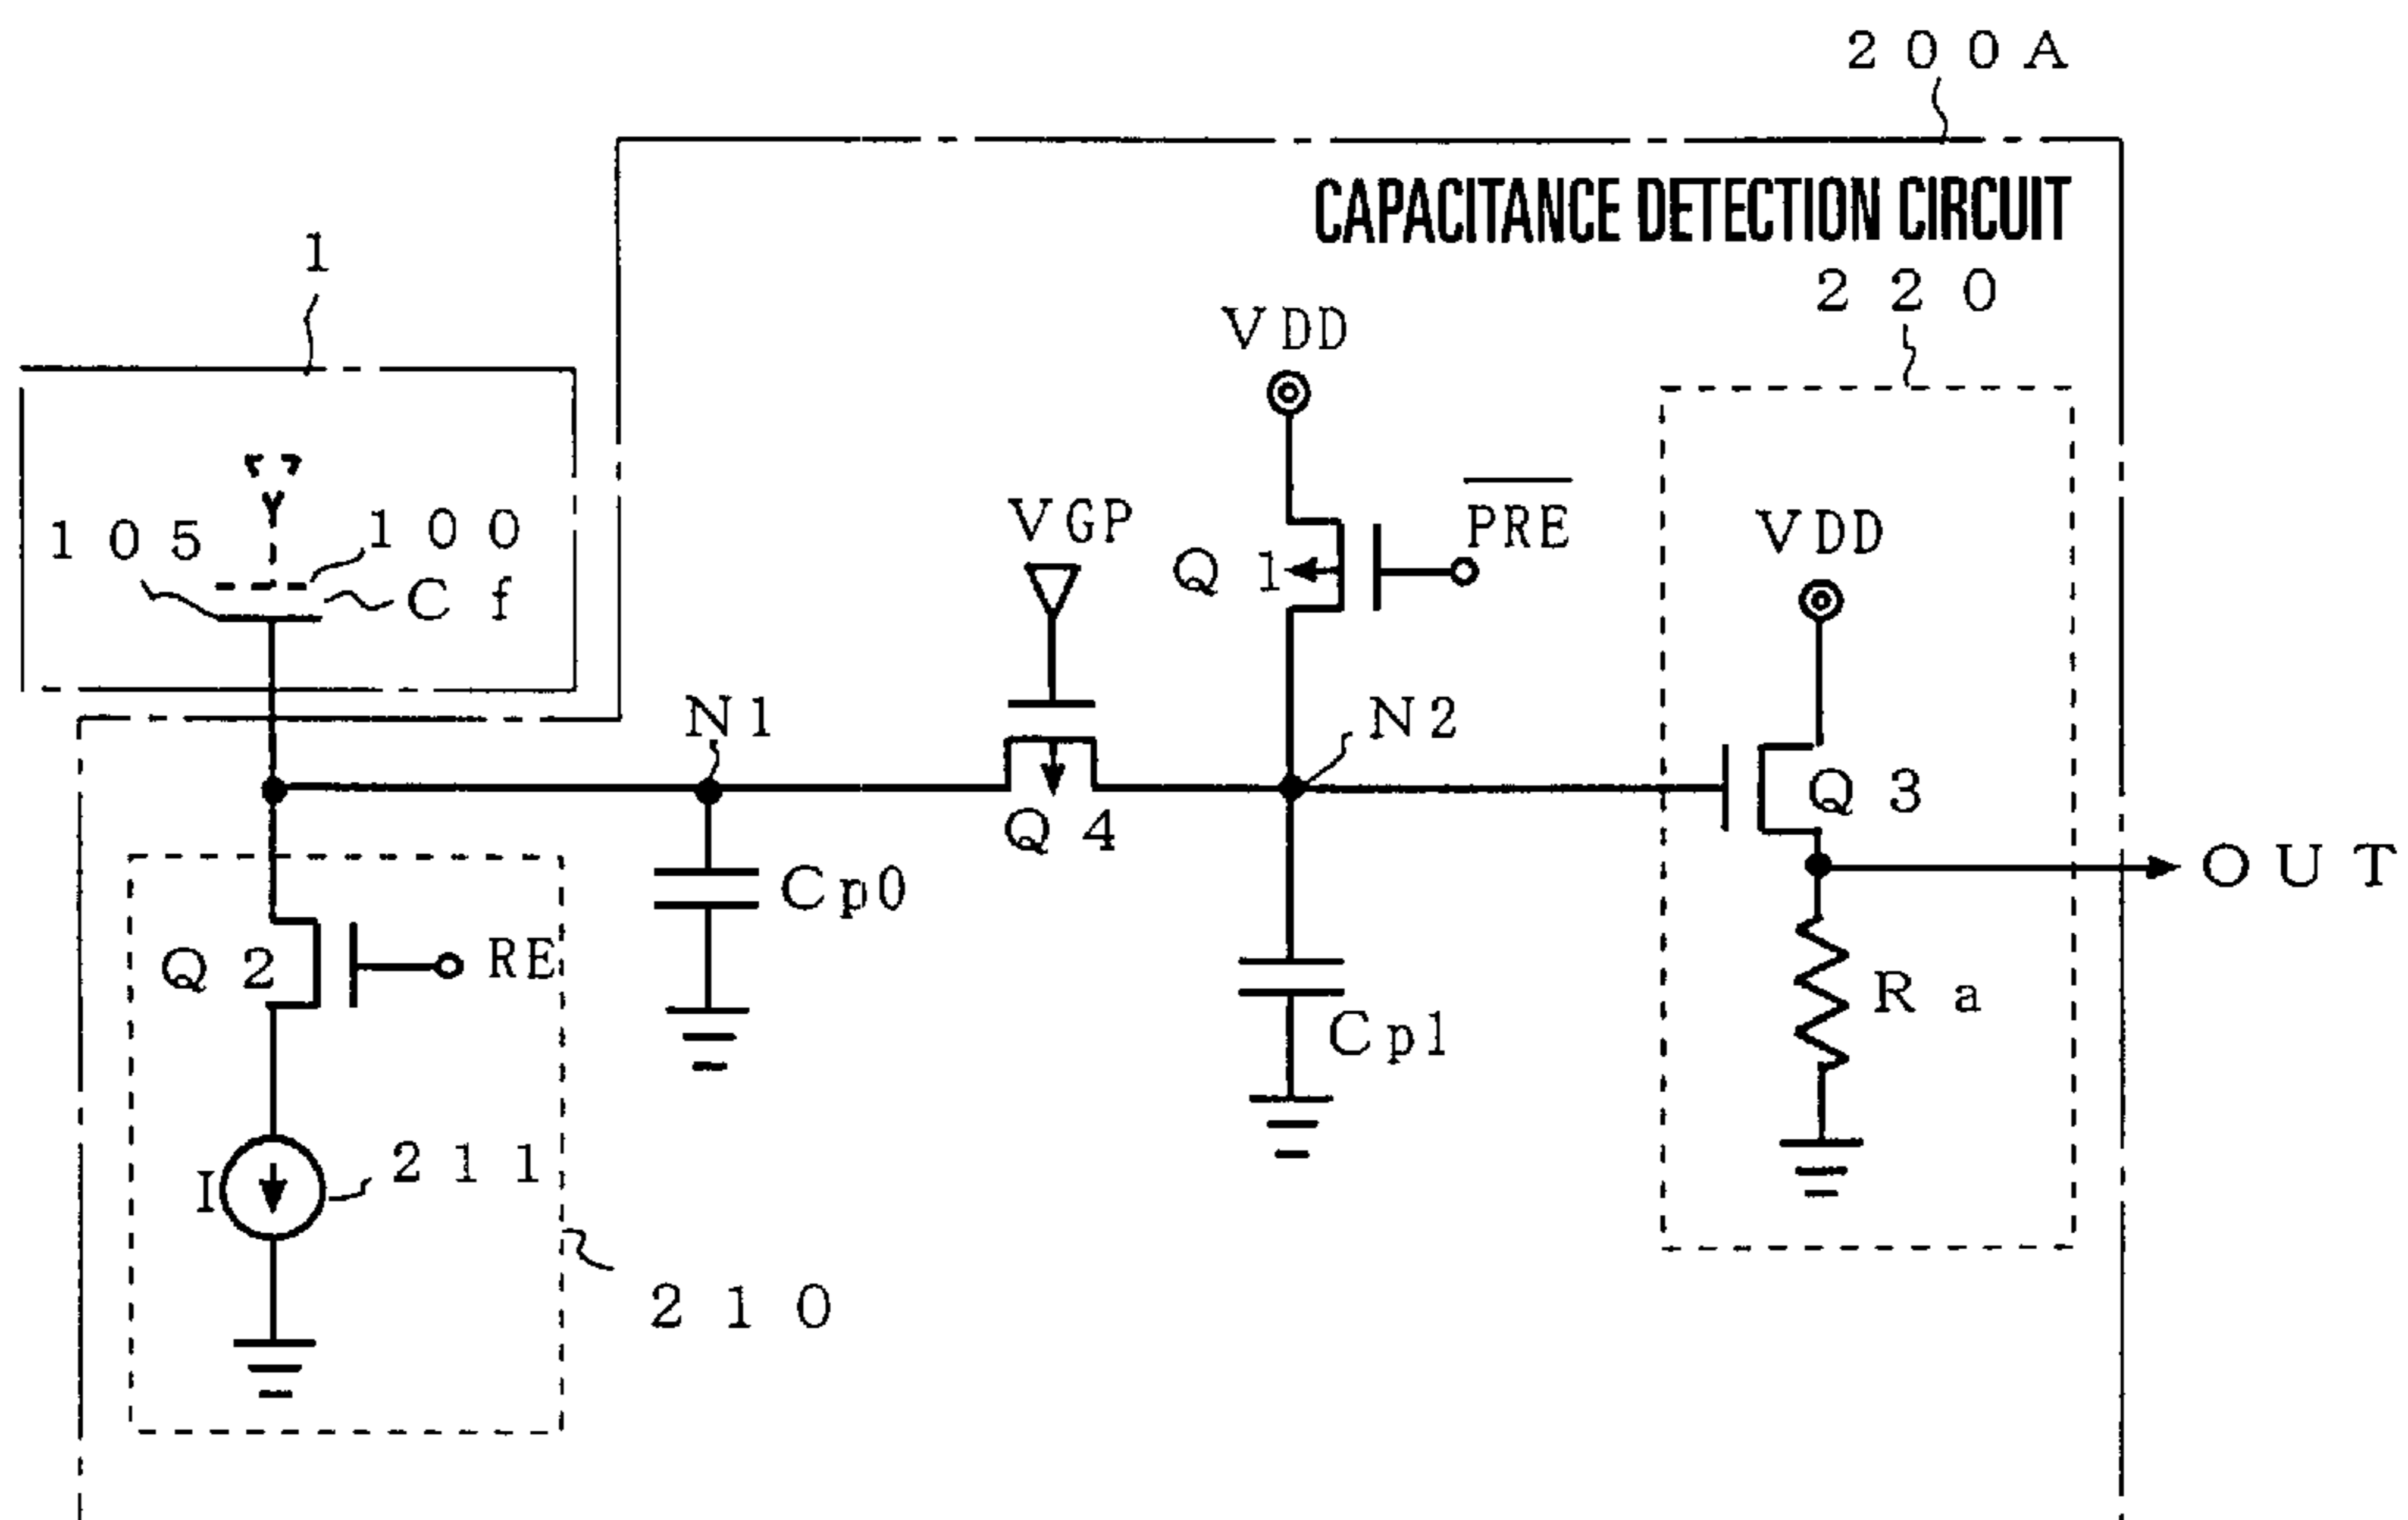 200A
CAPACITANCE DETECTION CIRCUIT
220
1
VDD
105
100
Cf
VGP
Q1
PRE
VDD
N1
N2
Q3
Q4
OUT
Cp0
Q2
RE
Ra
Cp1
I
211
210